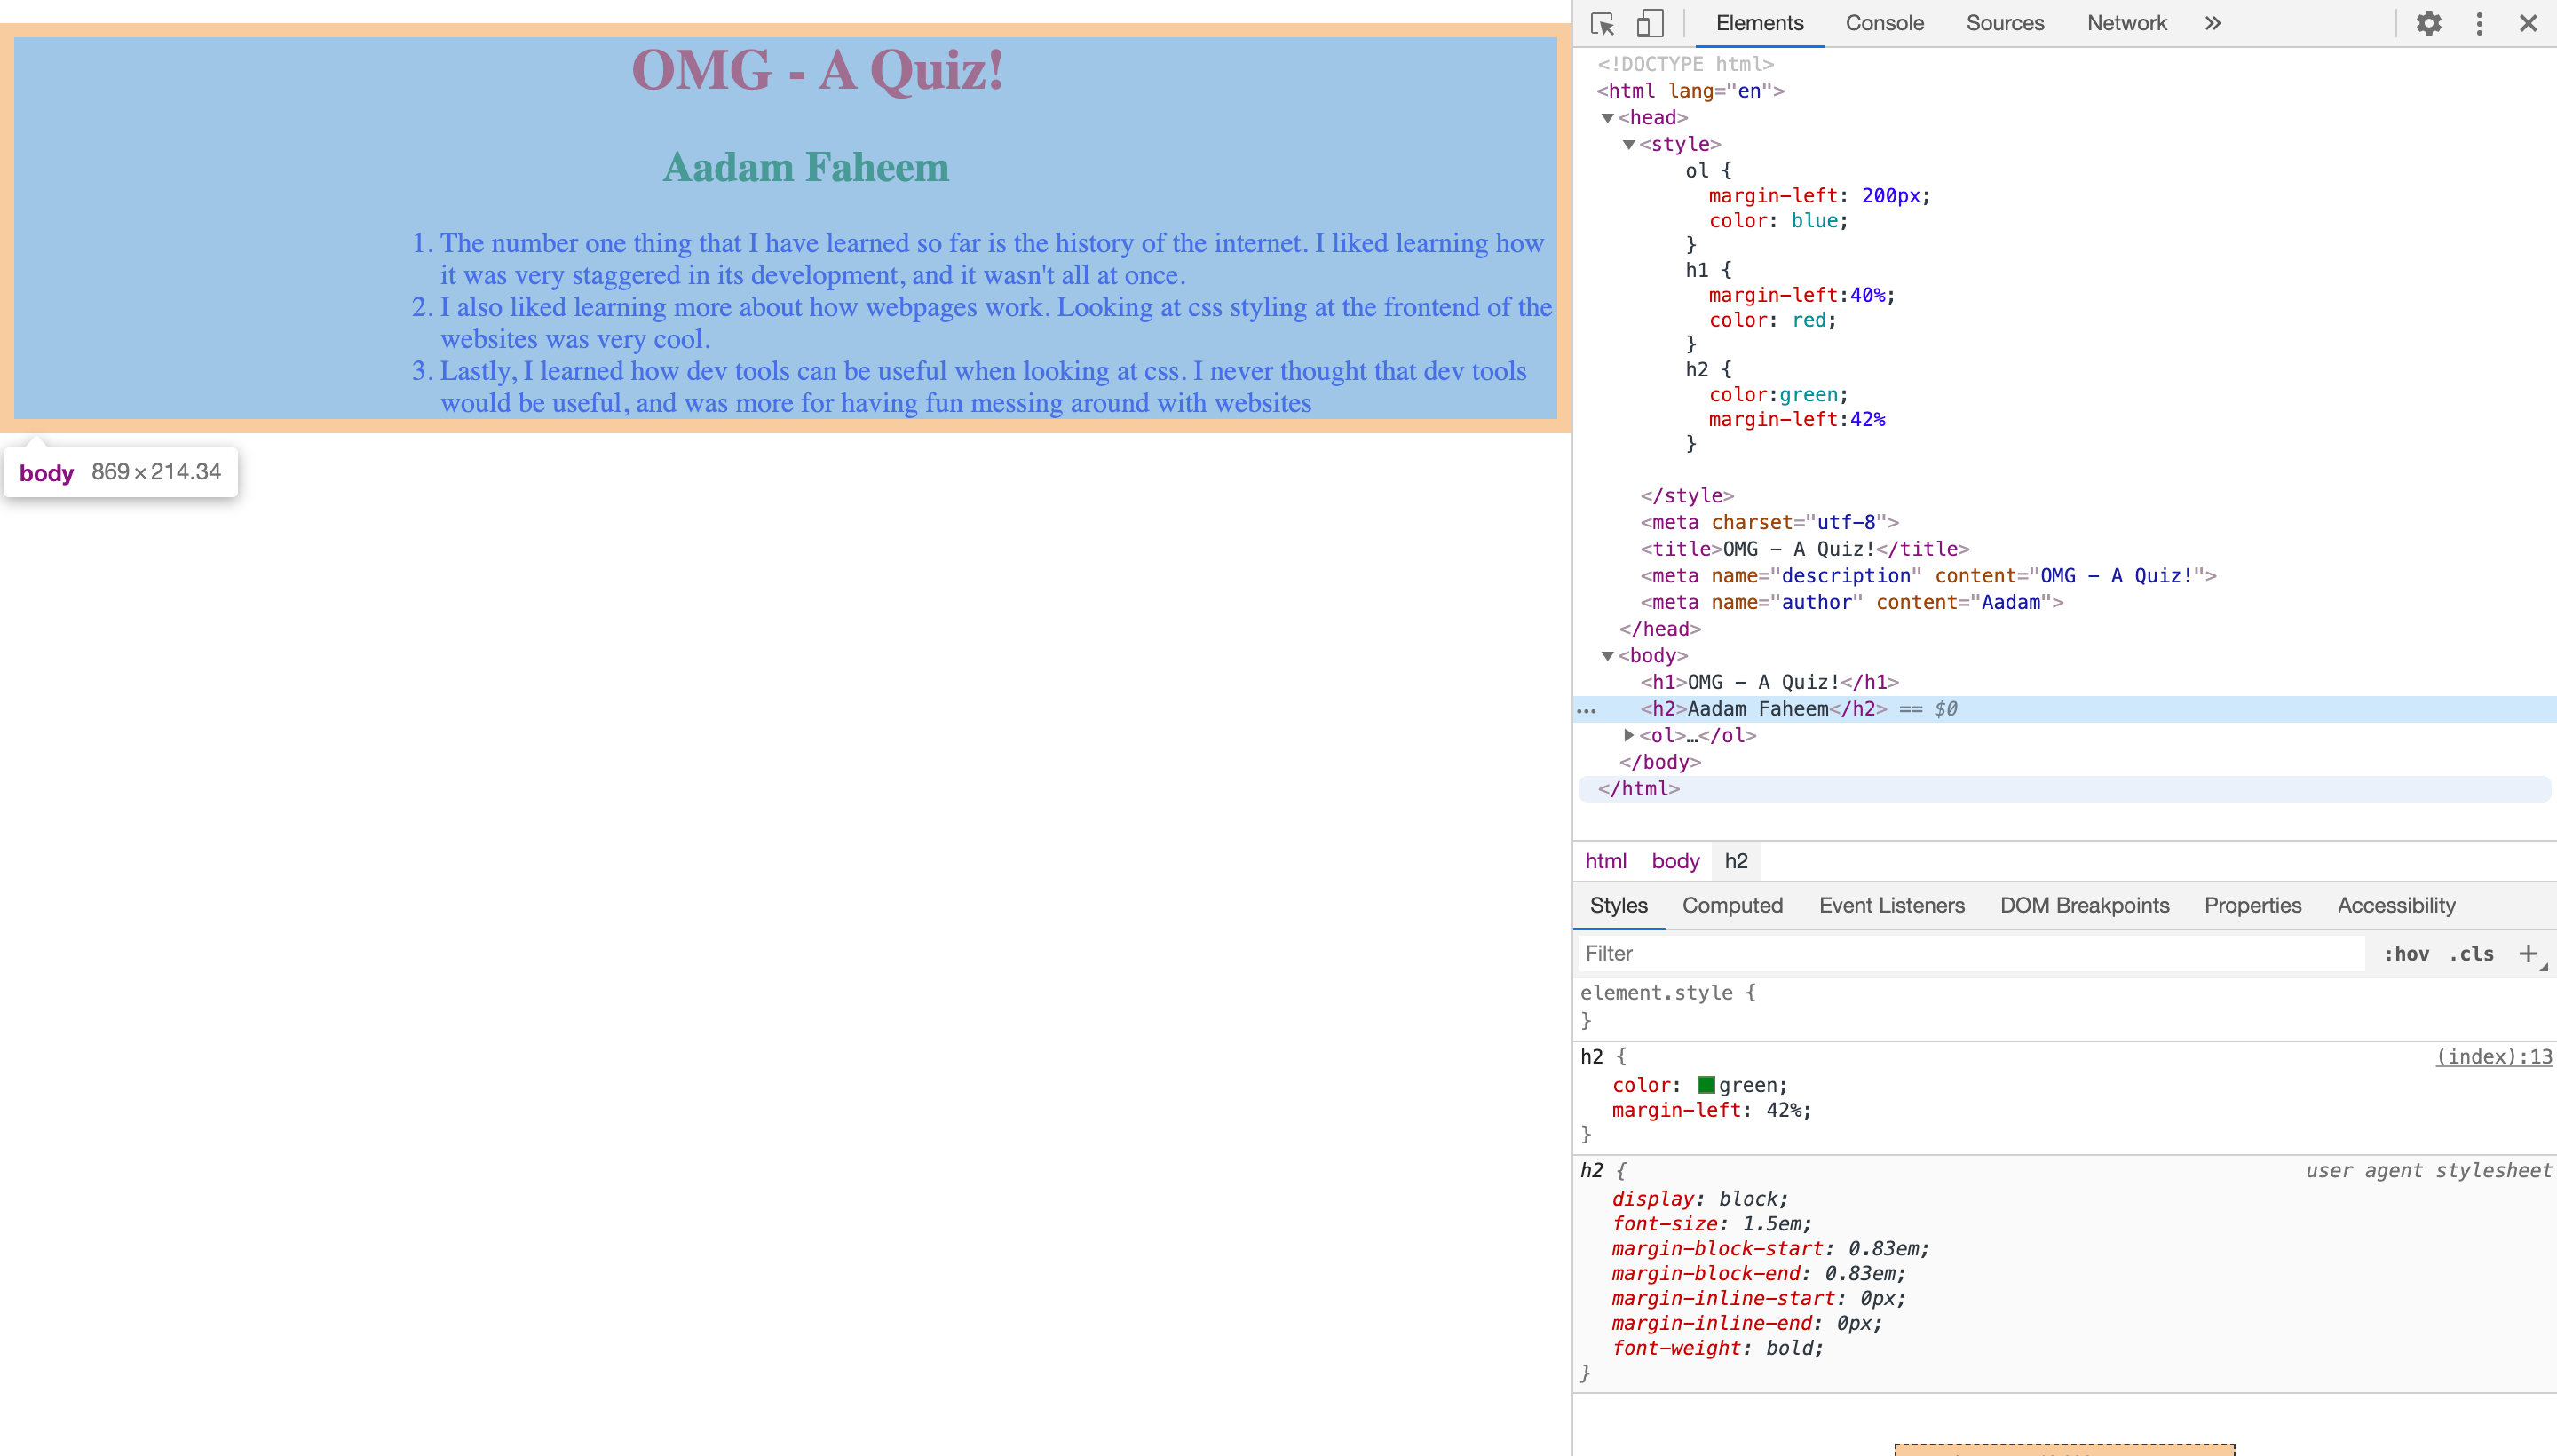 OMG - A Quiz!
Aadam Faheem
1. The number one thing that I have learned so far is the history of the internet. I liked learning how
it was very staggered in its development, and it wasn't all at once.
2. I also liked learning more about how webpages work. Looking at css styling at the frontend of the
websites was very cool.
3. Lastly, I learned how dev tools can be useful when looking at css. I never thought that dev tools
would be useful, and was more for having fun messing around with websites
body 869×214.34
Elements Console Sources Network »
<!DOCTYPE html>
<html lang="en">
<head>
<style>
ol {
margin-left: 200px;
color: blue;
}
h1 {
margin-left:40%;
color: red;
}
h2 {
color:green;
margin-left:42%
}
</style>
<meta charset="utf-8">
<title>OMG - A Quiz!</title>
<meta name="description" content="OMG - A Quiz!">
<meta name="author" content="Aadam">
</head>
<body>
<h1>OMG - A Quiz!</h1>
… <h2>Aadam Faheem</h2> == $0
<ol>…</ol>
</body>
</html>
html body h2
Styles Computed Event Listeners DOM Breakpoints Properties Accessibility
Filter :hov .cls +
element.style {
}
h2 { (index):13
color: green;
margin-left: 42%;
}
h2 { user agent stylesheet
display: block;
font-size: 1.5em;
margin-block-start: 0.83em;
margin-block-end: 0.83em;
margin-inline-start: 0px;
margin-inline-end: 0px;
font-weight: bold;
}